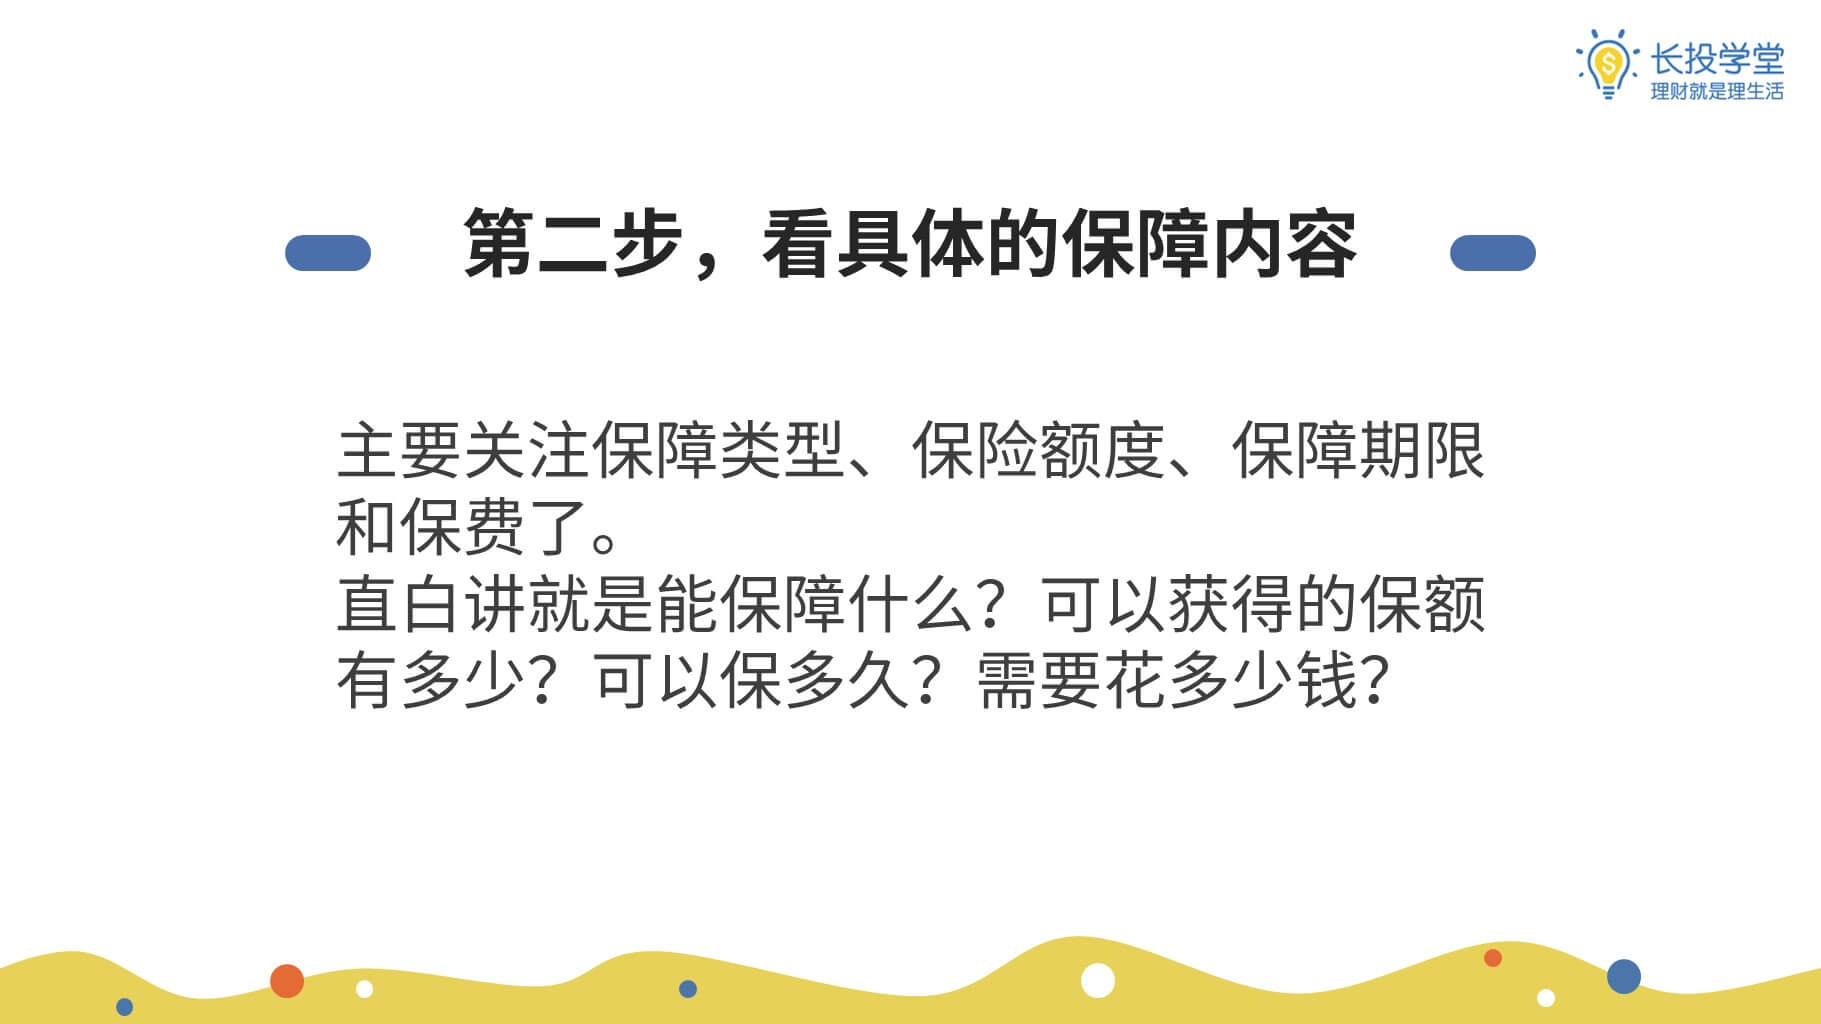 长投学堂
理财就是理生活
第二步，看具体的保障内容
主要关注保障类型、保险额度、保障期限
和保费了。
直白讲就是能保障什么？可以获得的保额
有多少？可以保多久？需要花多少钱？